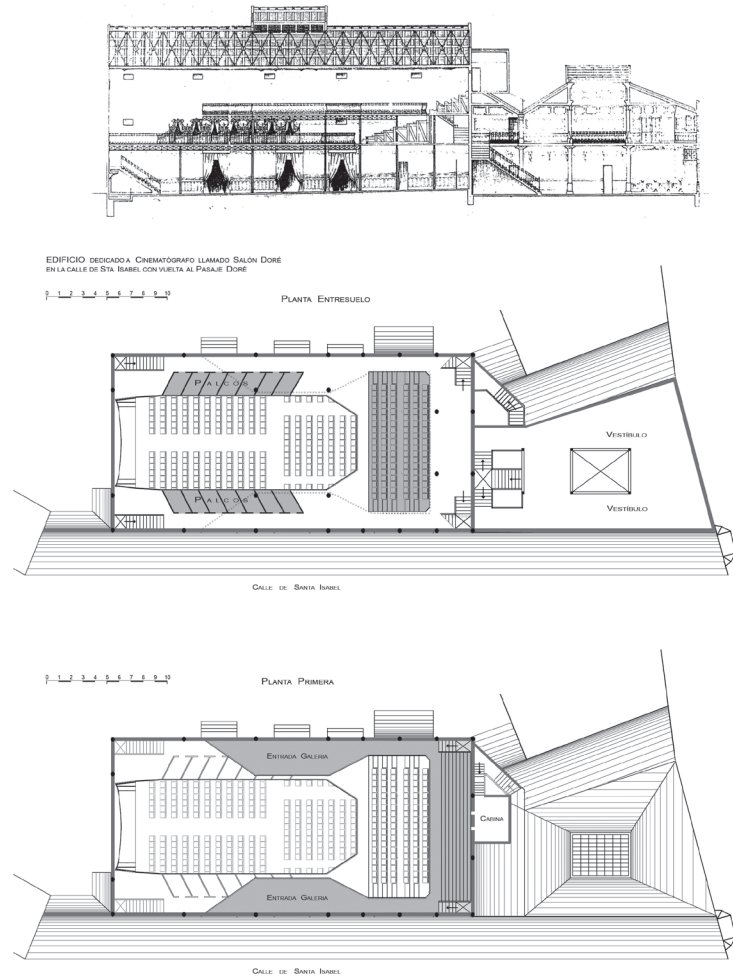 EDIFICIO DEDICADO A CINEMATÓGRAFO LLAMADO SALÓN DORÉ
EN LA CALLE DE STA ISABEL CON VUELTA AL PASAJE DORÉ
0 1 2 3 4 5 6 7 8 9 10
PLANTA ENTRESUELO
PALCOS
VESTÍBULO
PALCOS
VESTÍBULO
CALLE DE SANTA ISABEL
0 1 2 3 4 5 6 7 8 9 10
PLANTA PRIMERA
ENTRADA GALERIA
CABINA
ENTRADA GALERIA
CALLE DE SANTA ISABEL